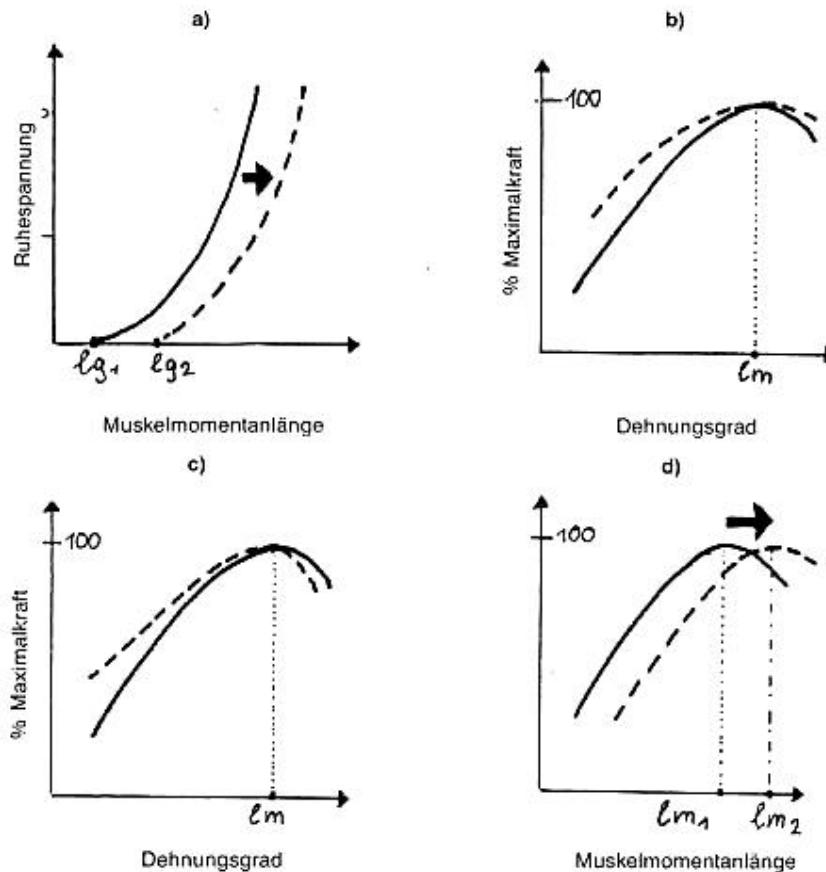 a)
Ruhespannung
lg1 lg2
Muskelmomentanlänge
b)
100
% Maximalkraft
lm
Dehnungsgrad
c)
100
% Maximalkraft
lm
Dehnungsgrad
d)
100
lm1 lm2
Muskelmomentanlänge